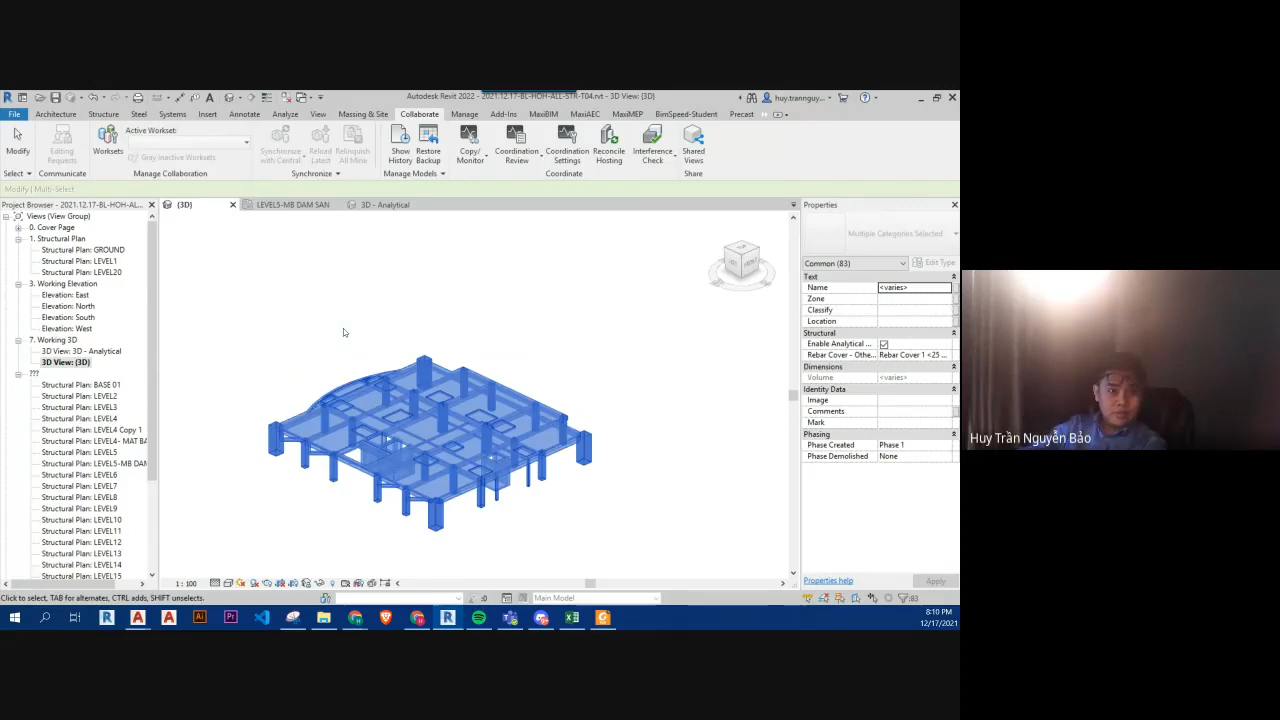 Autodesk Revit 2022 - 2021.12.17-BL-HOH-ALL-STR-T04.rvt - 3D View: {3D}
huy.trannguy...
File Architecture Structure Steel Systems Insert Annotate Analyze View Massing & Site Collaborate Manage Add-Ins MaxiBIM MaxiAEC MaxiMEP BimSpeed-Student Precast
Modify
Editing Requests
Worksets
Active Workset:
Gray Inactive Worksets
Synchronize with Central
Reload Latest
Relinquish All Mine
Show History
Restore Backup
Copy/ Monitor
Coordination Review
Coordination Settings
Reconcile Hosting
Interference Check
Shared Views
Select Communicate Manage Collaboration Synchronize Manage Models Coordinate Share
Modify | Multi-Select
Project Browser - 2021.12.17-BL-HOH-AL...
{3D} LEVEL5-MB DAM SAN 3D - Analytical
Views (View Group)
0. Cover Page
1. Structural Plan
Structural Plan: GROUND
Structural Plan: LEVEL1
Structural Plan: LEVEL20
3. Working Elevation
Elevation: East
Elevation: North
Elevation: South
Elevation: West
7. Working 3D
3D View: 3D - Analytical
3D View: {3D}
???
Structural Plan: BASE 01
Structural Plan: LEVEL2
Structural Plan: LEVEL3
Structural Plan: LEVEL4
Structural Plan: LEVEL4 Copy 1
Structural Plan: LEVEL4- MAT BA
Structural Plan: LEVEL5
Structural Plan: LEVEL5-MB DAM
Structural Plan: LEVEL6
Structural Plan: LEVEL7
Structural Plan: LEVEL8
Structural Plan: LEVEL9
Structural Plan: LEVEL10
Structural Plan: LEVEL11
Structural Plan: LEVEL12
Structural Plan: LEVEL13
Structural Plan: LEVEL14
Structural Plan: LEVEL15
Properties
Multiple Categories Selected
Common (83) Edit Type
Text
Name <varies>
Zone
Classify
Location
Structural
Enable Analytical ...
Rebar Cover - Othe... Rebar Cover 1 <25 ...
Dimensions
Volume <varies>
Identity Data
Image
Comments
Mark
Phasing
Phase Created Phase 1
Phase Demolished None
Properties help Apply
1 : 100
Click to select, TAB for alternates, CTRL adds, SHIFT unselects.
:0 Main Model :83
8:10 PM
12/17/2021
Huy Trần Nguyễn Bảo